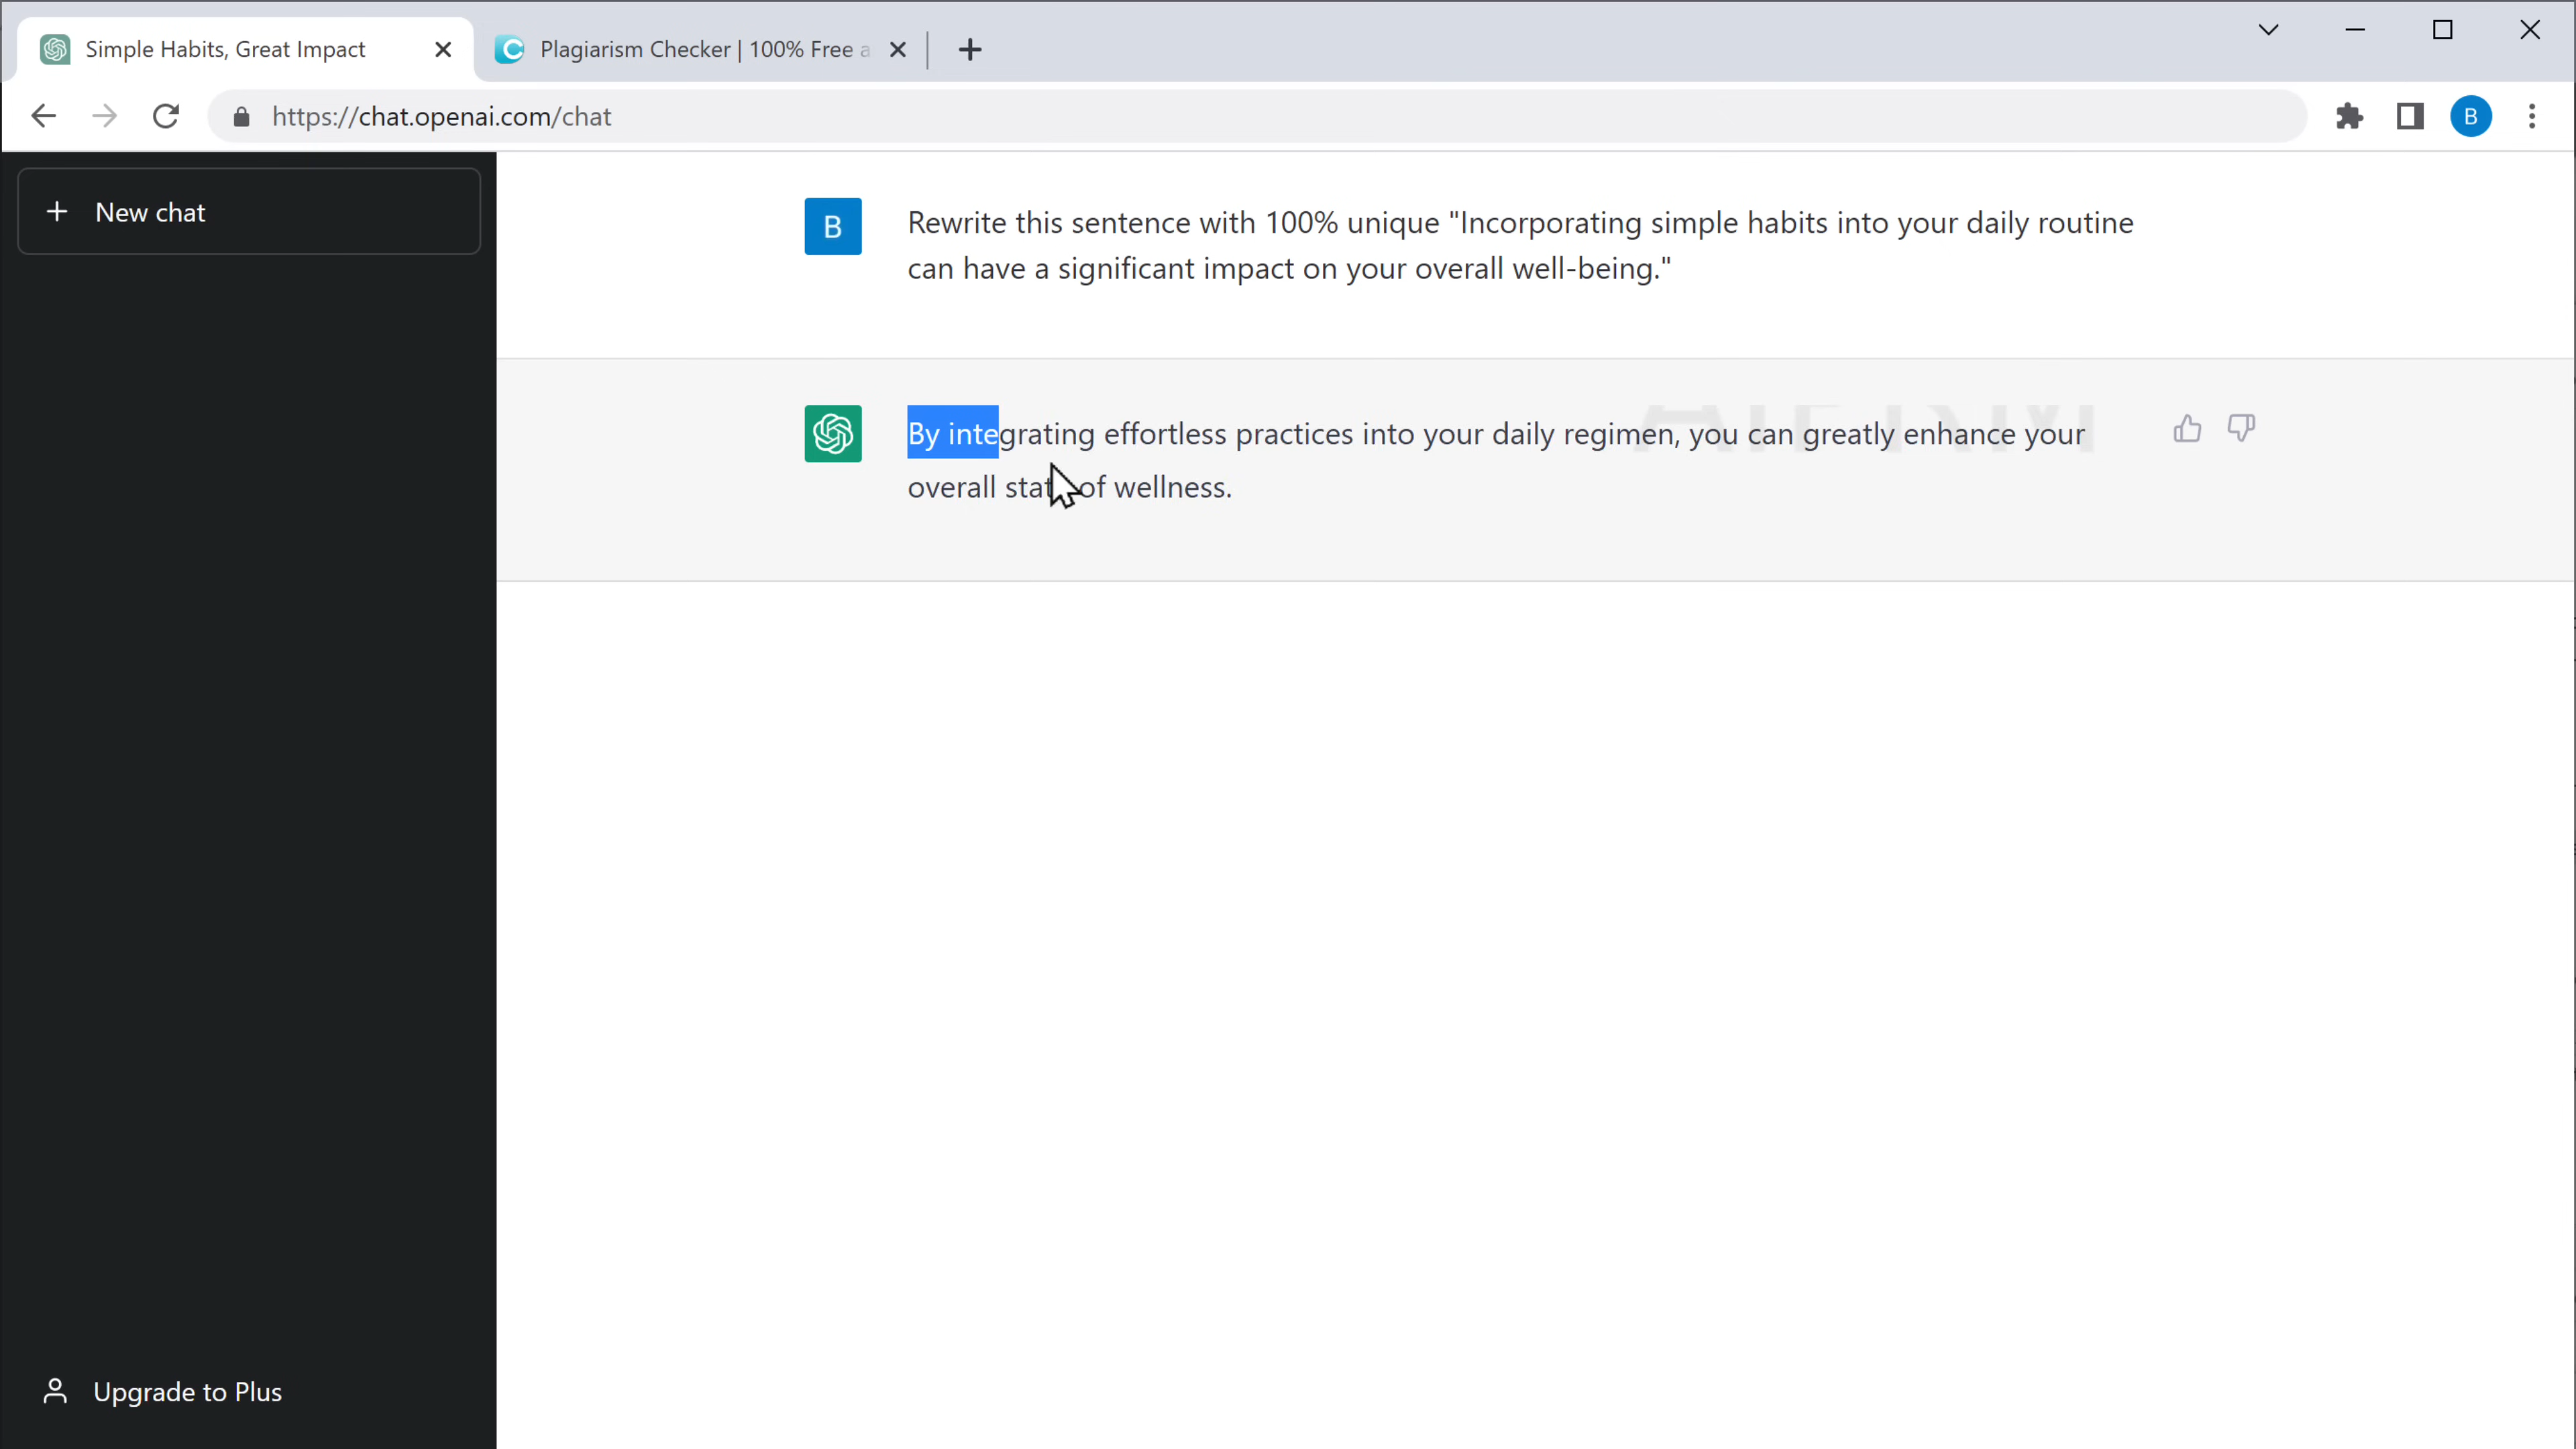 Simple Habits, Great Impact
Plagiarism Checker | 100% Free a
https://chat.openai.com/chat
B
New chat
B
Rewrite this sentence with 100% unique "Incorporating simple habits into your daily routine
can have a significant impact on your overall well-being."
By integrating effortless practices into your daily regimen, you can greatly enhance your
overall state of wellness.
Upgrade to Plus